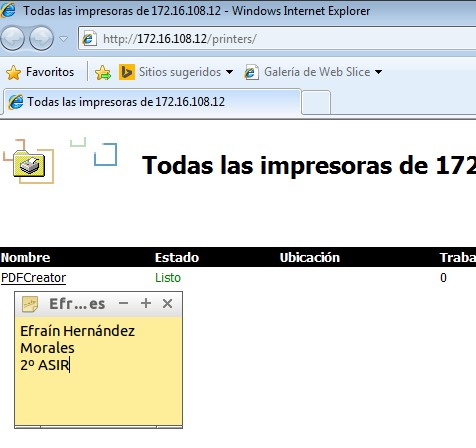 Todas las impresoras de 172.16.108.12 - Windows Internet Explorer
http://172.16.108.12/printers/
Favoritos Sitios sugeridos Galería de Web Slice
Todas las impresoras de 172.16.108.12
Todas las impresoras de 172
Nombre Estado Ubicación Traba
PDFCreator Listo 0
Efr...es
Efraín Hernández
Morales
2º ASIR